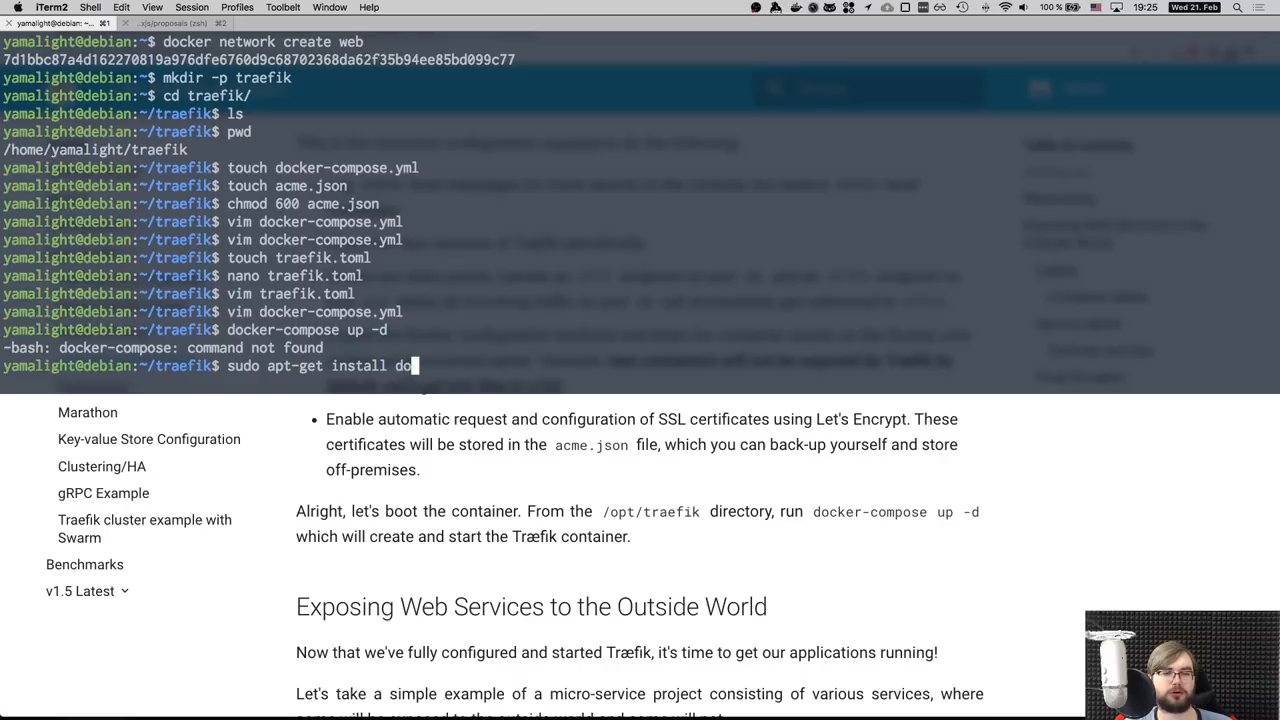 iTerm2 Shell Edit View Session Profiles Toolbelt Window Help 100 % 19:25 Wed 21. Feb
yamalight@debian: ~... ⌘1 ..xjs/proposals (zsh) ⌘2
yamalight@debian:~$ docker network create web
7d1bbc87a4d162270819a976dfe6760d9c68702368da62f35b94ee85bd099c77
yamalight@debian:~$ mkdir -p traefik
yamalight@debian:~$ cd traefik/
yamalight@debian:~/traefik$ ls
yamalight@debian:~/traefik$ pwd
/home/yamalight/traefik
yamalight@debian:~/traefik$ touch docker-compose.yml
yamalight@debian:~/traefik$ touch acme.json
yamalight@debian:~/traefik$ chmod 600 acme.json
yamalight@debian:~/traefik$ vim docker-compose.yml
yamalight@debian:~/traefik$ vim docker-compose.yml
yamalight@debian:~/traefik$ touch traefik.toml
yamalight@debian:~/traefik$ nano traefik.toml
yamalight@debian:~/traefik$ vim traefik.toml
yamalight@debian:~/traefik$ vim docker-compose.yml
yamalight@debian:~/traefik$ docker-compose up -d
-bash: docker-compose: command not found
yamalight@debian:~/traefik$ sudo apt-get install do
Marathon
Key-value Store Configuration
Clustering/HA
gRPC Example
Traefik cluster example with
Swarm
Benchmarks
v1.5 Latest
• Enable automatic request and configuration of SSL certificates using Let's Encrypt. These
certificates will be stored in the acme.json file, which you can back-up yourself and store
off-premises.
Alright, let's boot the container. From the /opt/traefik directory, run docker-compose up -d
which will create and start the Træfik container.
Exposing Web Services to the Outside World
Now that we've fully configured and started Træfik, it's time to get our applications running!
Let's take a simple example of a micro-service project consisting of various services, where